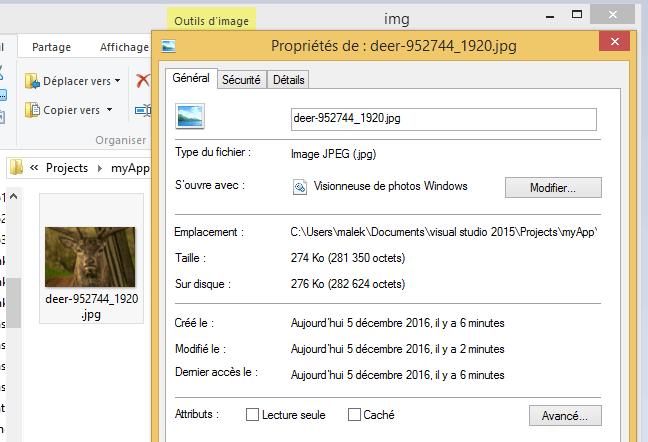 Outils d'image
img
Partage
Affichage
Propriétés de : deer-952744_1920.jpg
Déplacer vers
Copier vers
Organiser
Projects
myApp
deer-952744_1920
.jpg
Général
Sécurité
Détails
deer-952744_1920.jpg
Type du fichier :
Image JPEG (.jpg)
S'ouvre avec :
Visionneuse de photos Windows
Modifier...
Emplacement :
C:\Users\malek\Documents\visual studio 2015\Projects\myApp\
Taille :
274 Ko (281 350 octets)
Sur disque :
276 Ko (282 624 octets)
Créé le :
Aujourd'hui 5 décembre 2016, il y a 6 minutes
Modifié le :
Aujourd'hui 5 décembre 2016, il y a 2 minutes
Dernier accès le :
Aujourd'hui 5 décembre 2016, il y a 6 minutes
Attributs :
Lecture seule
Caché
Avancé...